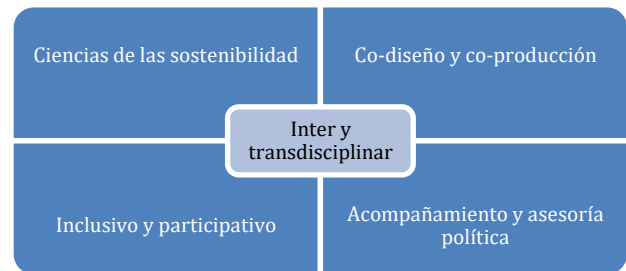 Ciencias de las sostenibilidad
Co-diseño y co-producción
Inter y
transdisciplinar
Inclusivo y participativo
Acompañamiento y asesoría
política